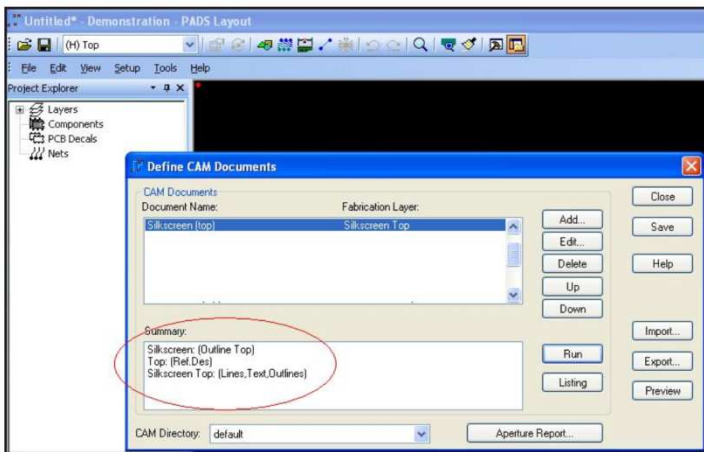 Untitled* - Demonstration - PADS Layout
(H) Top
File Edit View Setup Tools Help
Project Explorer
Layers
Components
PCB Decals
Nets
Define CAM Documents
CAM Documents
Document Name: Fabrication Layer:
Silkscreen (top) Silkscreen Top
Add...
Edit...
Delete
Up
Down
Close
Save
Help
Summary:
Silkscreen: (Outline Top)
Top: (Ref.Des)
Silkscreen Top: (Lines,Text,Outlines)
Run
Listing
Import...
Export...
Preview
CAM Directory: default
Aperture Report...